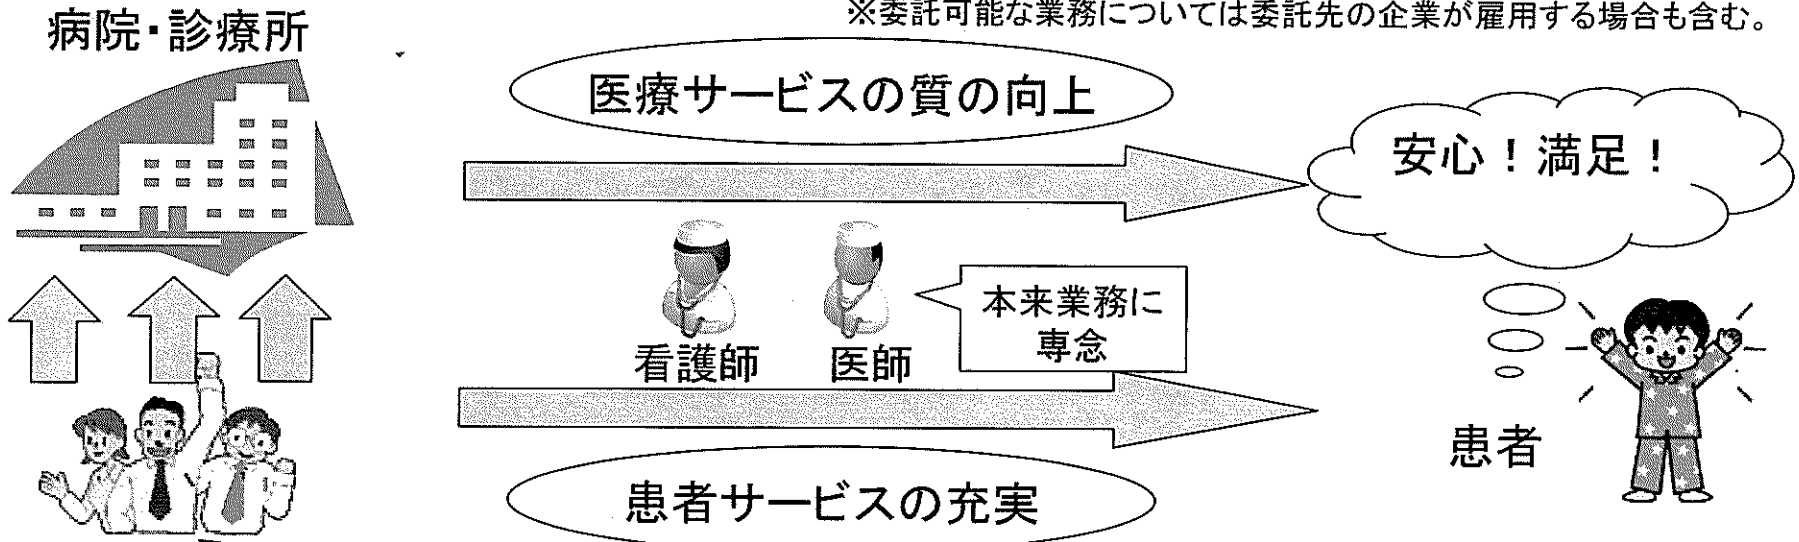 ※委託可能な業務については委託先の企業が雇用する場合も含む。
病院・診療所
医療サービスの質の向上
安心！満足！
本来業務に
専念
看護師
医師
患者
患者サービスの充実